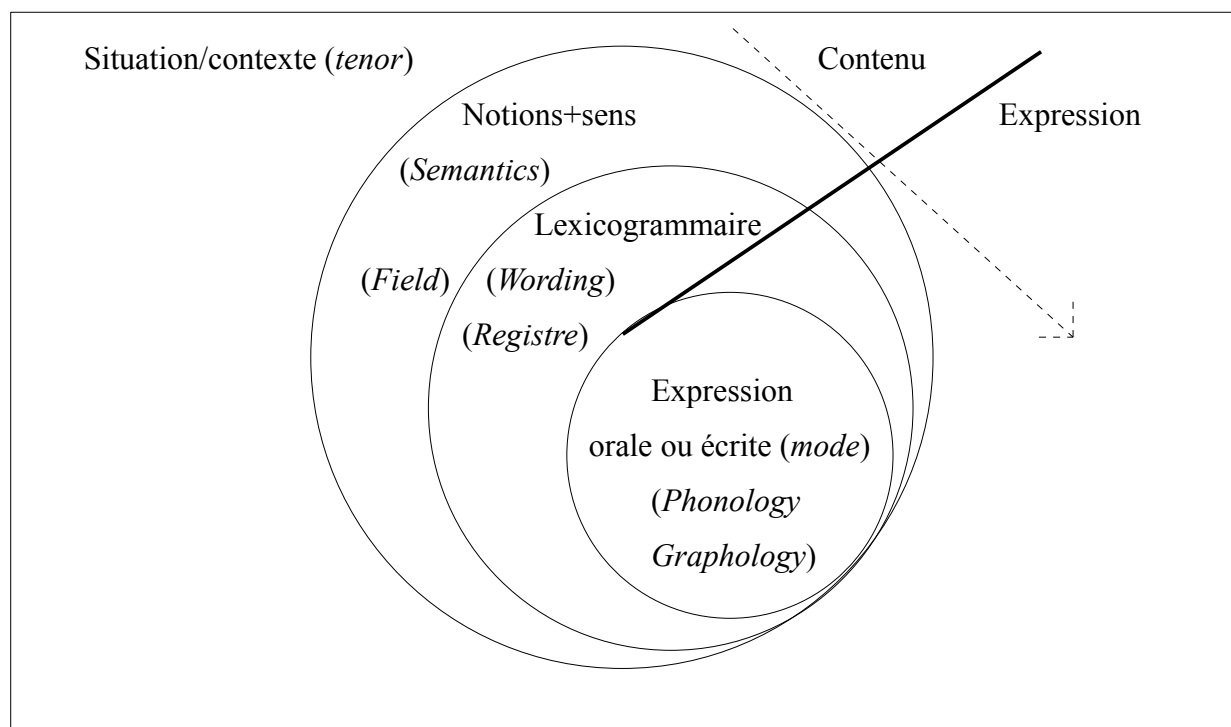 Situation/contexte (tenor)
Contenu
Notions+sens
Expression
(Semantics)
Lexicogrammaire
(Field)
(Wording)
(Registre)
Expression
orale ou écrite (mode)
(Phonology
Graphology)